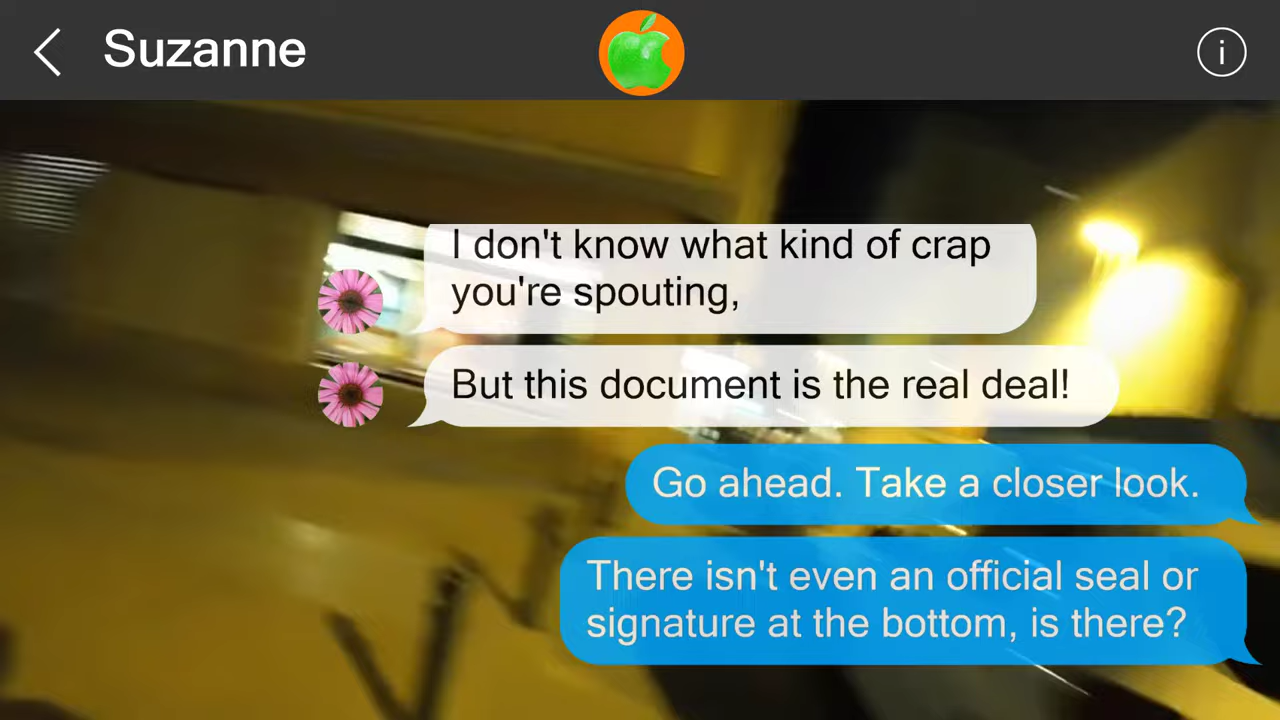 Suzanne
i
I don't know what kind of crap
you're spouting,
But this document is the real deal!
Go ahead. Take a closer look.
There isn't even an official seal or
signature at the bottom, is there?